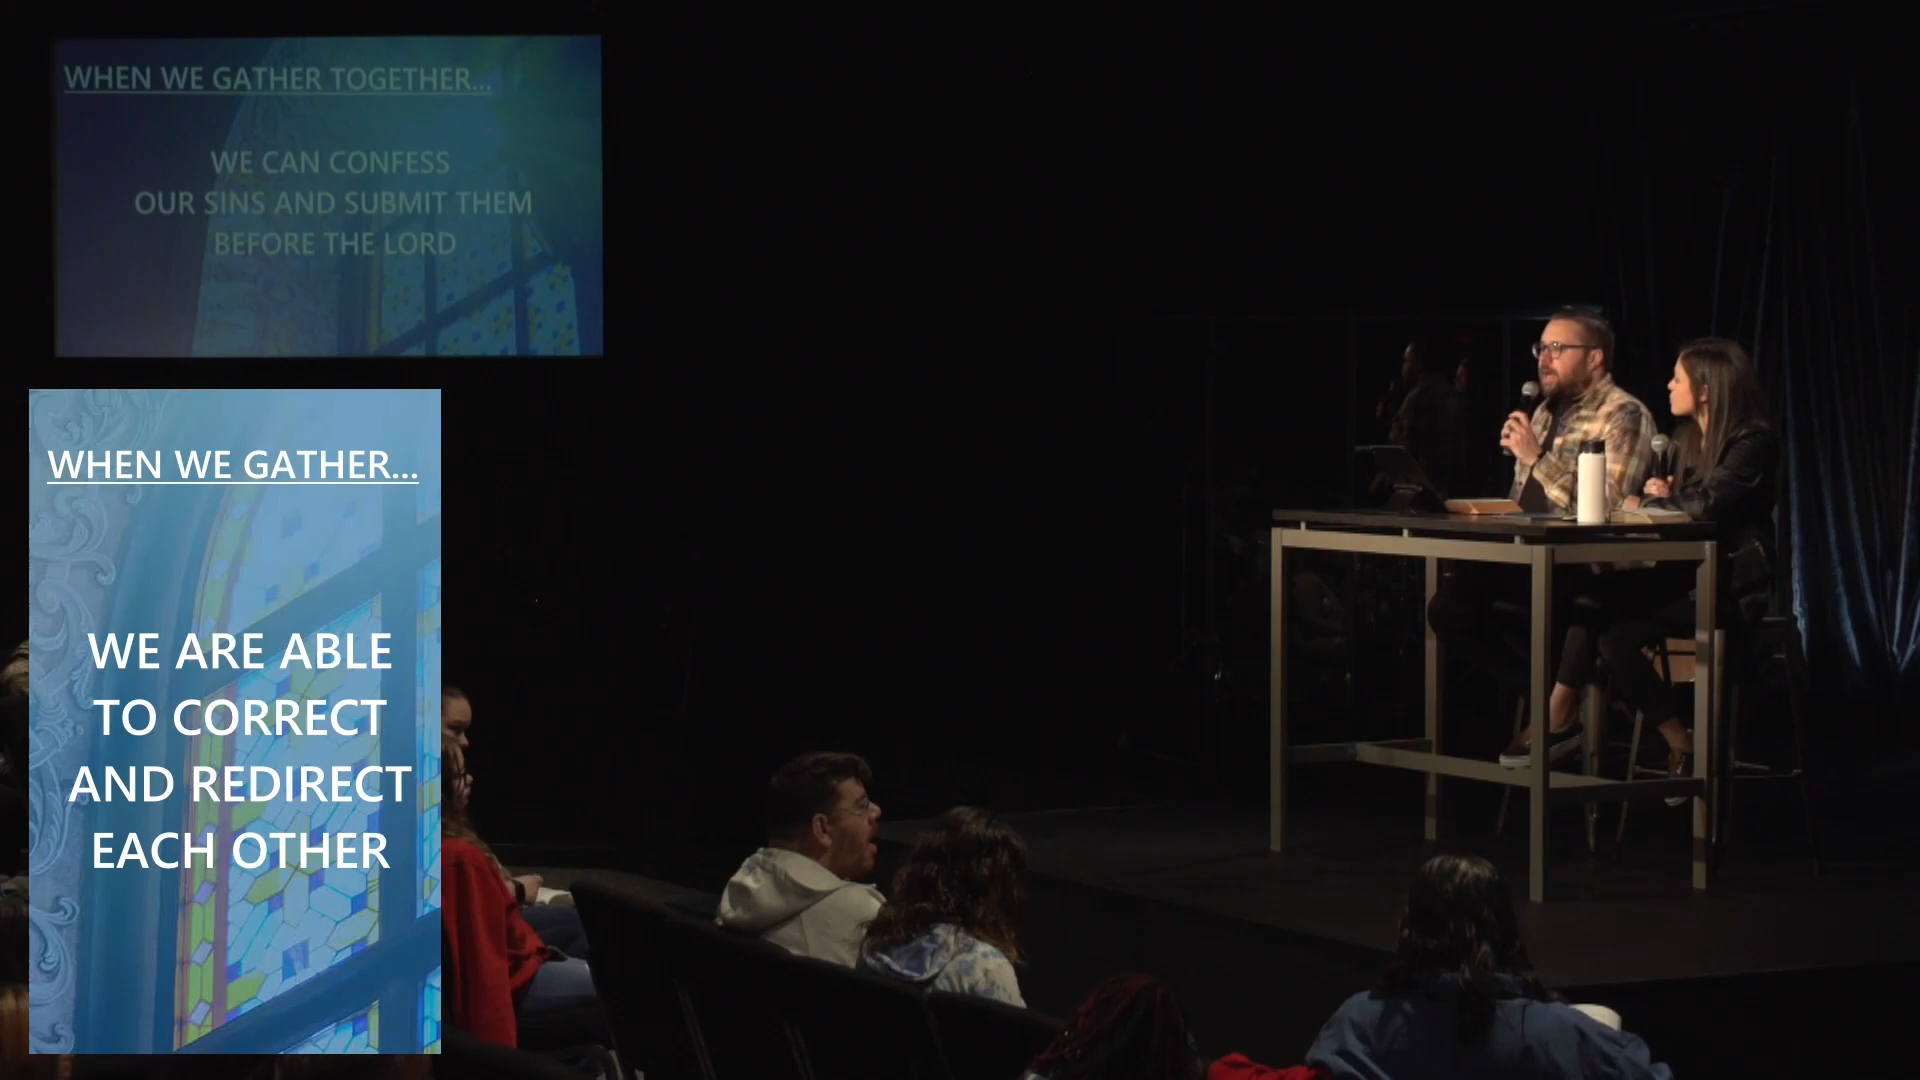 WHEN WE GATHER TOGETHER...
WE CAN CONFESS
OUR SINS AND SUBMIT THEM
BEFORE THE LORD
WHEN WE GATHER...
WE ARE ABLE
TO CORRECT
AND REDIRECT
EACH OTHER